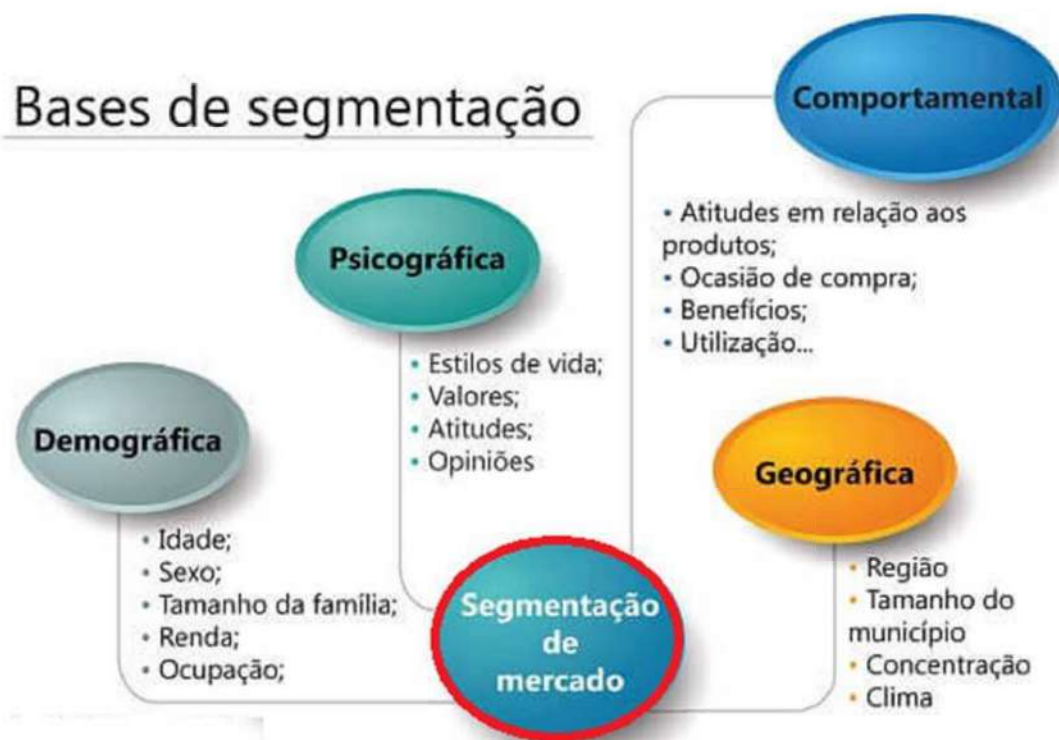 Bases de segmentação
Comportamental
• Atitudes em relação aos
produtos;
• Ocasião de compra;
• Benefícios;
• Utilização...
Psicográfica
• Estilos de vida;
• Valores;
• Atitudes;
• Opiniões
Demográfica
• Idade;
• Sexo;
• Tamanho da família;
• Renda;
• Ocupação;
Geográfica
• Região
• Tamanho do
município
• Concentração
• Clima
Segmentação
de
mercado